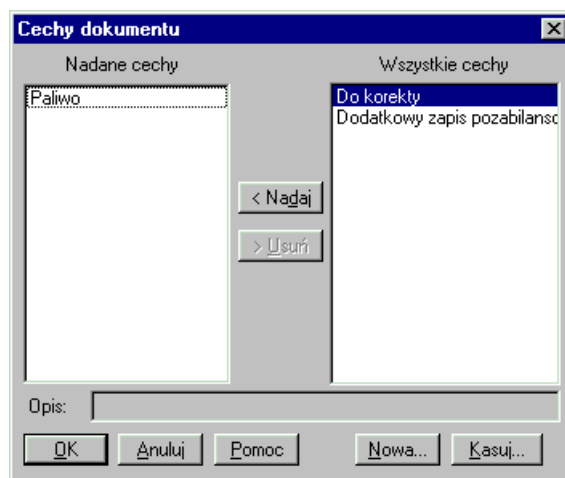 Cechy dokumentu
Nadane cechy
Wszystkie cechy
Paliwo
Do korekty
Dodatkowy zapis pozabilansc
< Nadaj
> Usuń
Opis:
OK
Anuluj
Pomoc
Nowa...
Kasuj...